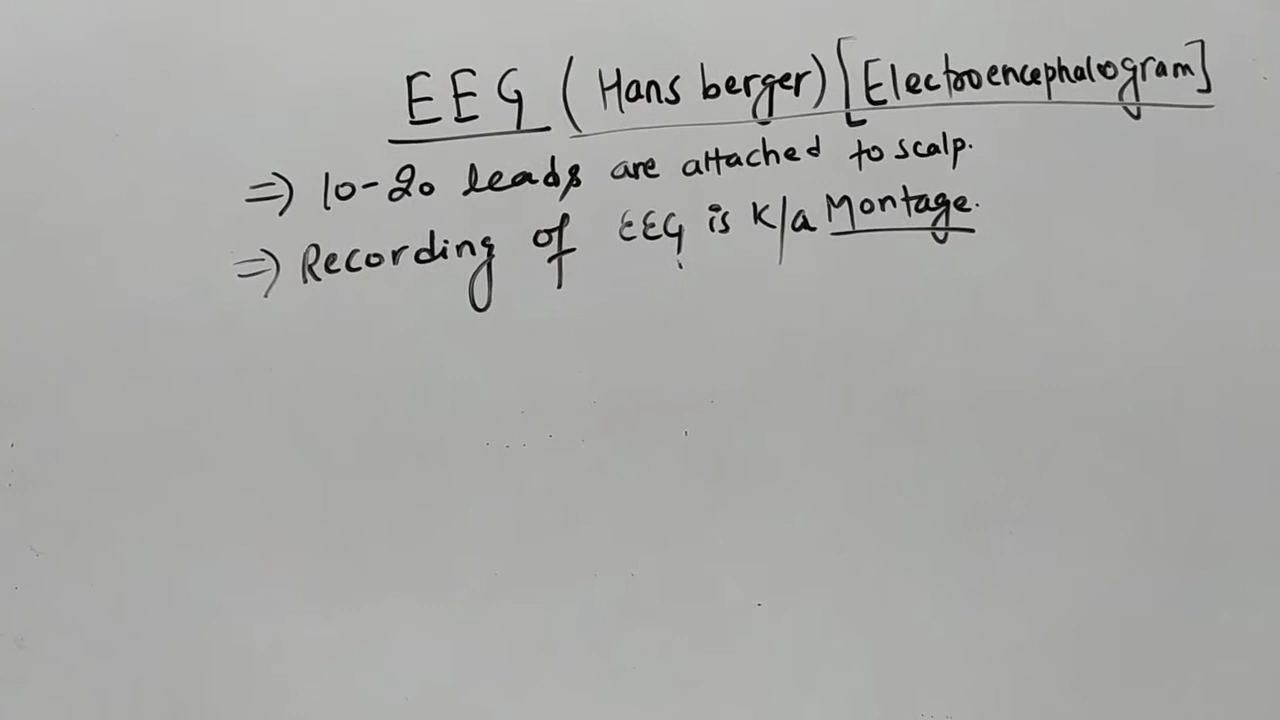 EEG (Hans berger) [Electroencephalogram]
=> 10-20 leads are attached to scalp.
=> Recording of EEG is k/a Montage.